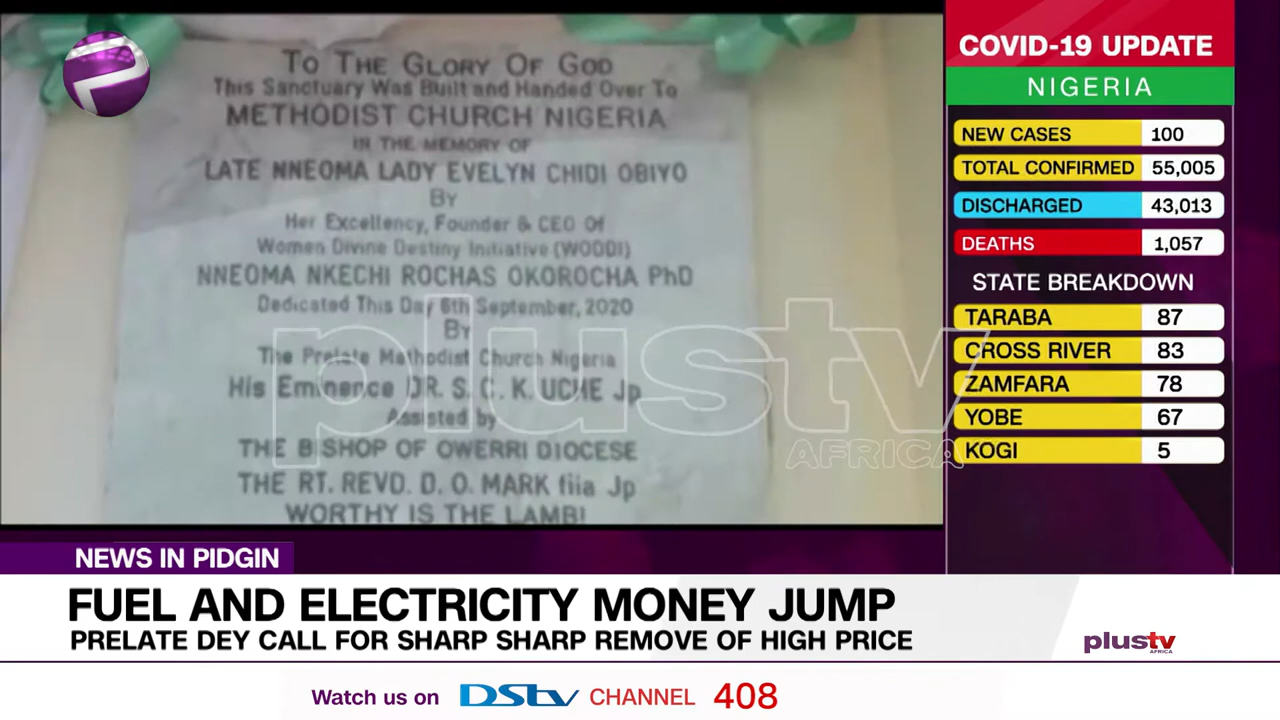 To The Glory Of God
This Sanctuary Was Built and Handed Over To
METHODIST CHURCH NIGERIA
IN THE MEMORY OF
LATE NNEOMA LADY EVELYN CHIDI OBIYO
By
Her Excellency, Founder & CEO Of
Women Divine Destiny Initiative (WODDI)
NNEOMA NKECHI ROCHAS OKOROCHA PhD
Dedicated This Day 6th September, 2020
By
The Prelate Methodist Church Nigeria
His Eminence DR. S. C. K. UCHE Jp
Assisted by
THE BISHOP OF OWERRI DIOCESE
THE RT. REVD. D. O. MARK fiia Jp
WORTHY IS THE LAMB!
plustv
AFRICA
COVID-19 UPDATE
NIGERIA
NEW CASES 100
TOTAL CONFIRMED 55,005
DISCHARGED 43,013
DEATHS 1,057
STATE BREAKDOWN
TARABA 87
CROSS RIVER 83
ZAMFARA 78
YOBE 67
KOGI 5
NEWS IN PIDGIN
FUEL AND ELECTRICITY MONEY JUMP
PRELATE DEY CALL FOR SHARP SHARP REMOVE OF HIGH PRICE
plustv
AFRICA
Watch us on DStv CHANNEL 408